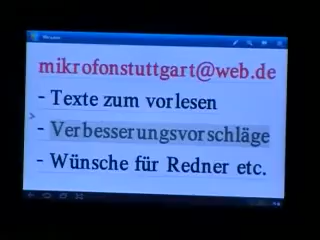 mikrofonstuttgart@web.de
- Texte zum vorlesen
- Verbesserungsvorschläge
- Wünsche für Redner etc.